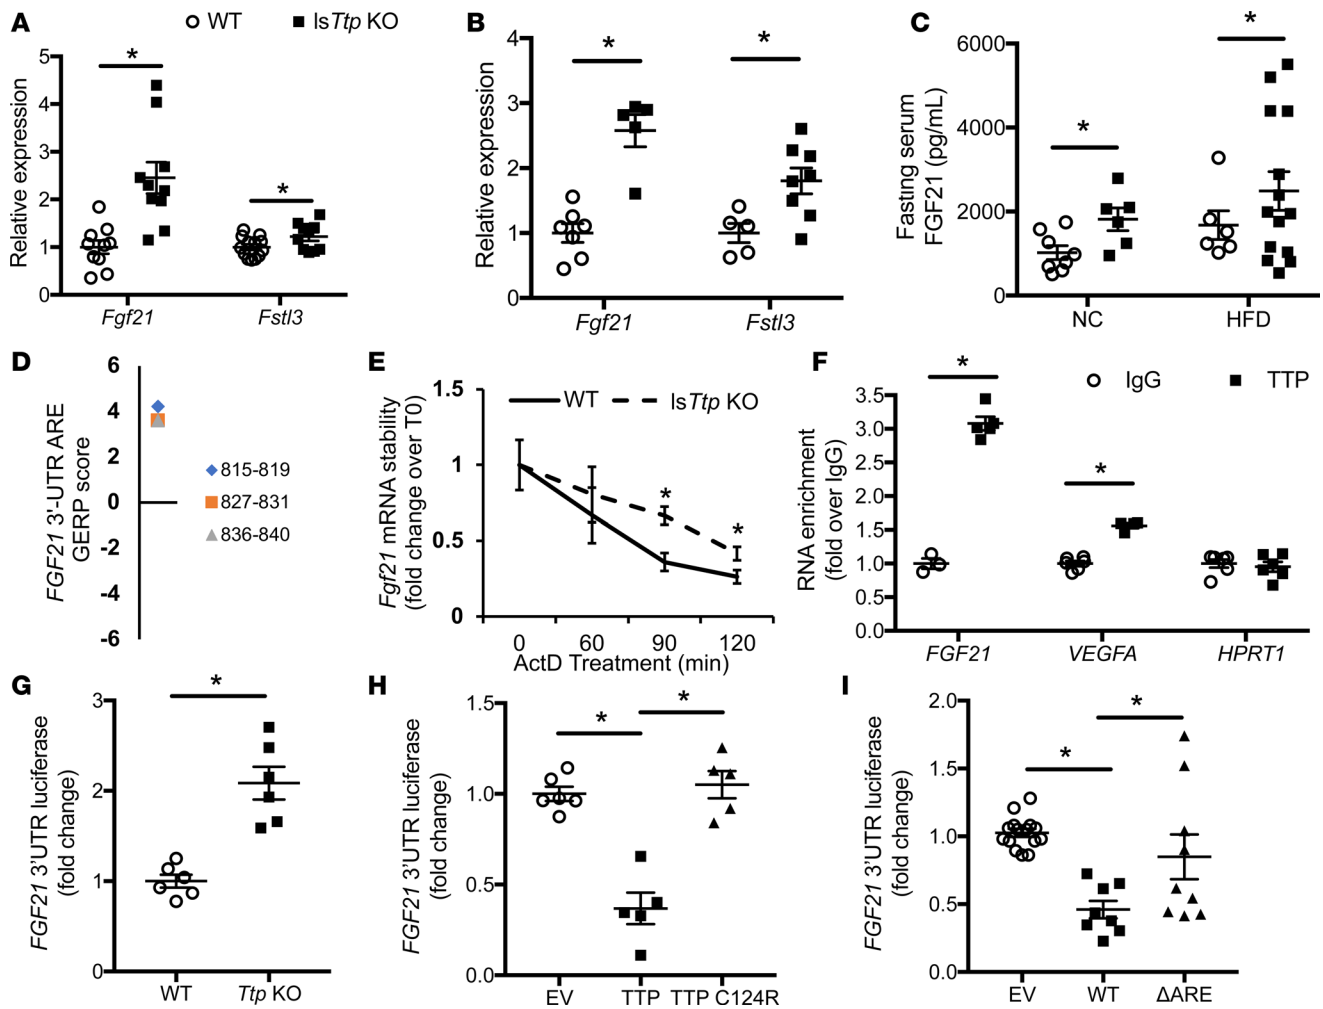 A
WT
lsTtp KO
Relative expression
5
4
3
2
1
0
*
*
Fgf21
Fstl3
B
Relative expression
4
3
2
1
0
*
*
Fgf21
Fstl3
C
Fasting serum
FGF21 (pg/mL)
6000
4000
2000
0
*
*
NC
HFD
D
FGF21 3'-UTR ARE
GERP score
6
4
2
0
-2
-4
-6
815-819
827-831
836-840
E
Fgf21 mRNA stability
(fold change over T0)
1.5
1
0.5
0
WT
lsTtp KO
*
*
0
60
90
120
ActD Treatment (min)
F
IgG
TTP
RNA enrichment
(fold over IgG)
3.5
3.0
2.5
2.0
1.5
1.0
0.5
0.0
*
*
FGF21
VEGFA
HPRT1
G
FGF21 3'UTR luciferase
(fold change)
3
2
1
0
*
WT
Ttp KO
H
FGF21 3'UTR luciferase
(fold change)
1.5
1.0
0.5
0.0
*
*
EV
TTP
TTP C124R
I
FGF21 3'UTR luciferase
(fold change)
2.0
1.5
1.0
0.5
0.0
*
*
EV
WT
ΔARE